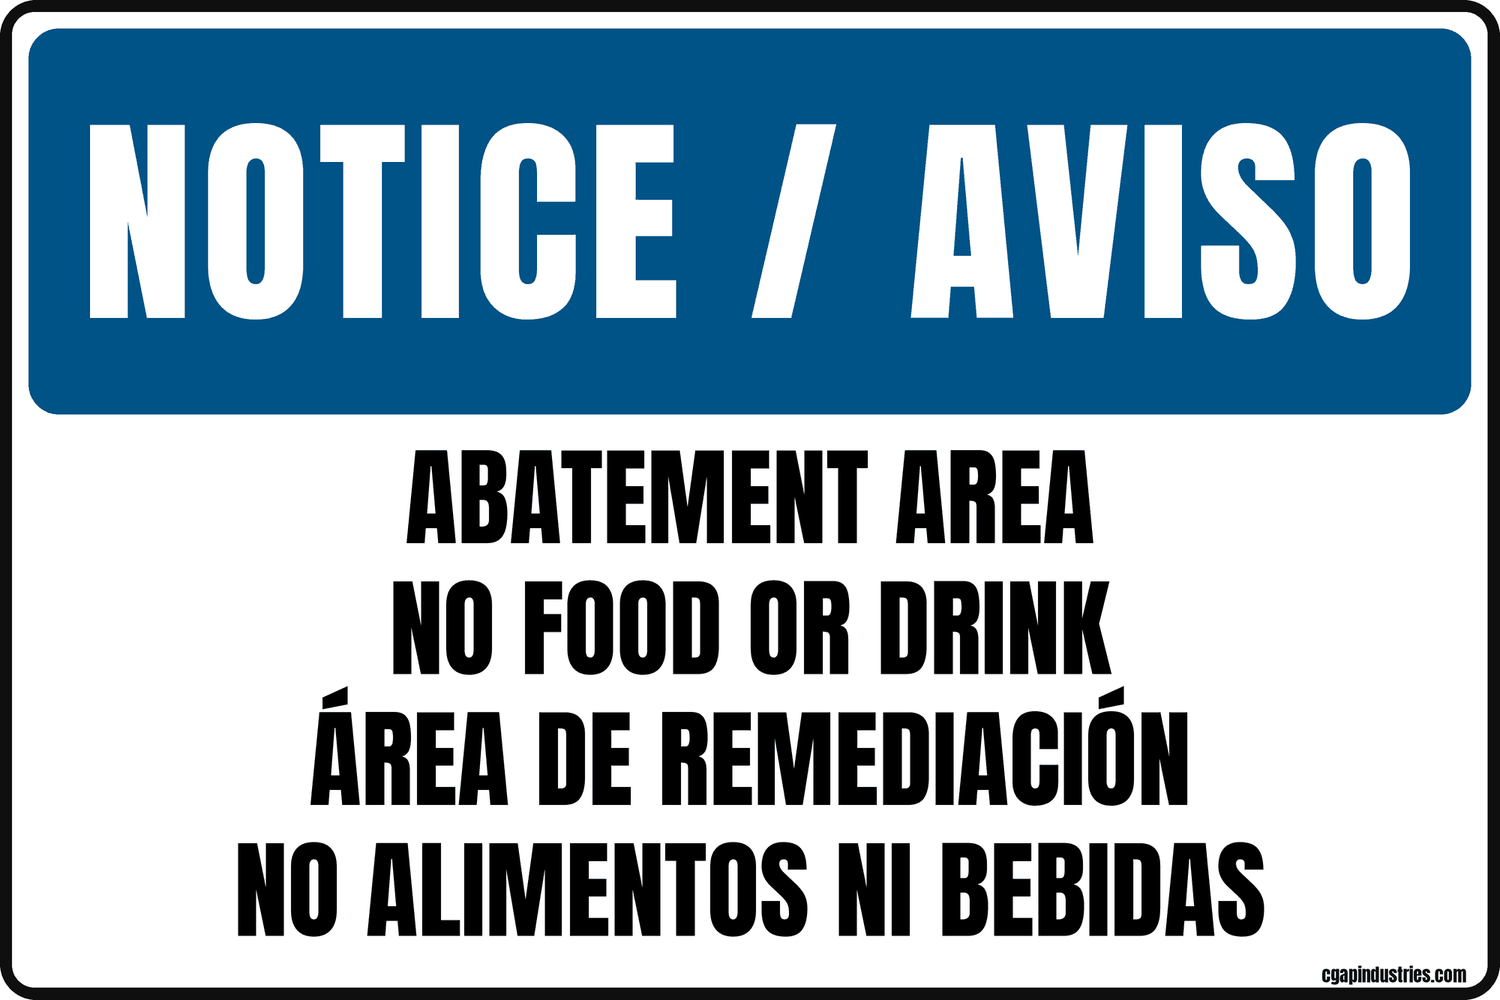 NOTICE / AVISO
ABATEMENT AREA
NO FOOD OR DRINK
ÁREA DE REMEDIACIÓN
NO ALIMENTOS NI BEBIDAS
cgapindustries.com